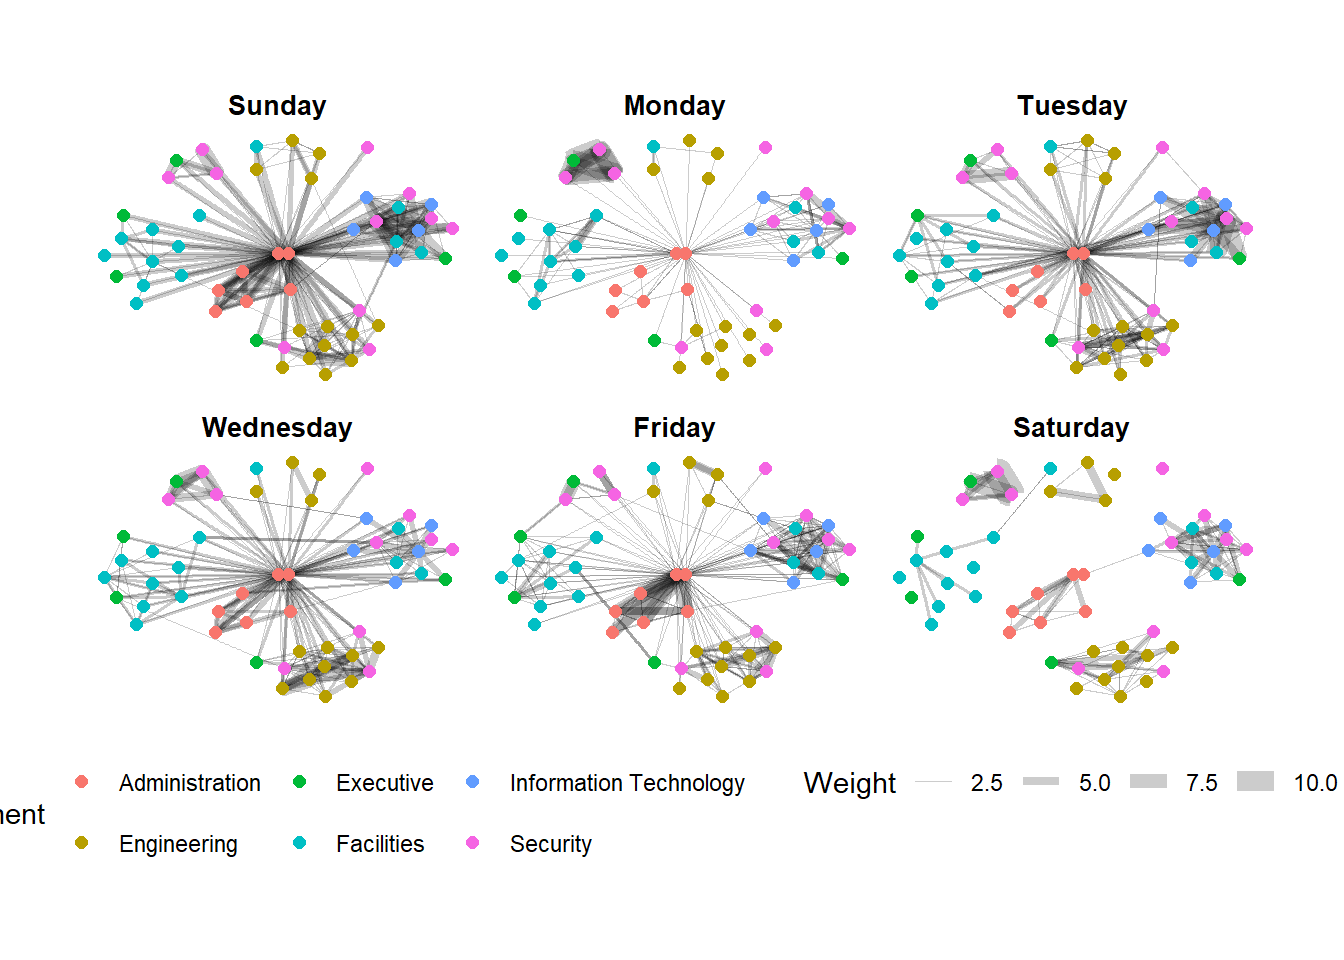 Sunday
Monday
Tuesday
Wednesday
Friday
Saturday
Administration
Executive
Information Technology
Weight
2.5
5.0
7.5
10.0
Engineering
Facilities
Security